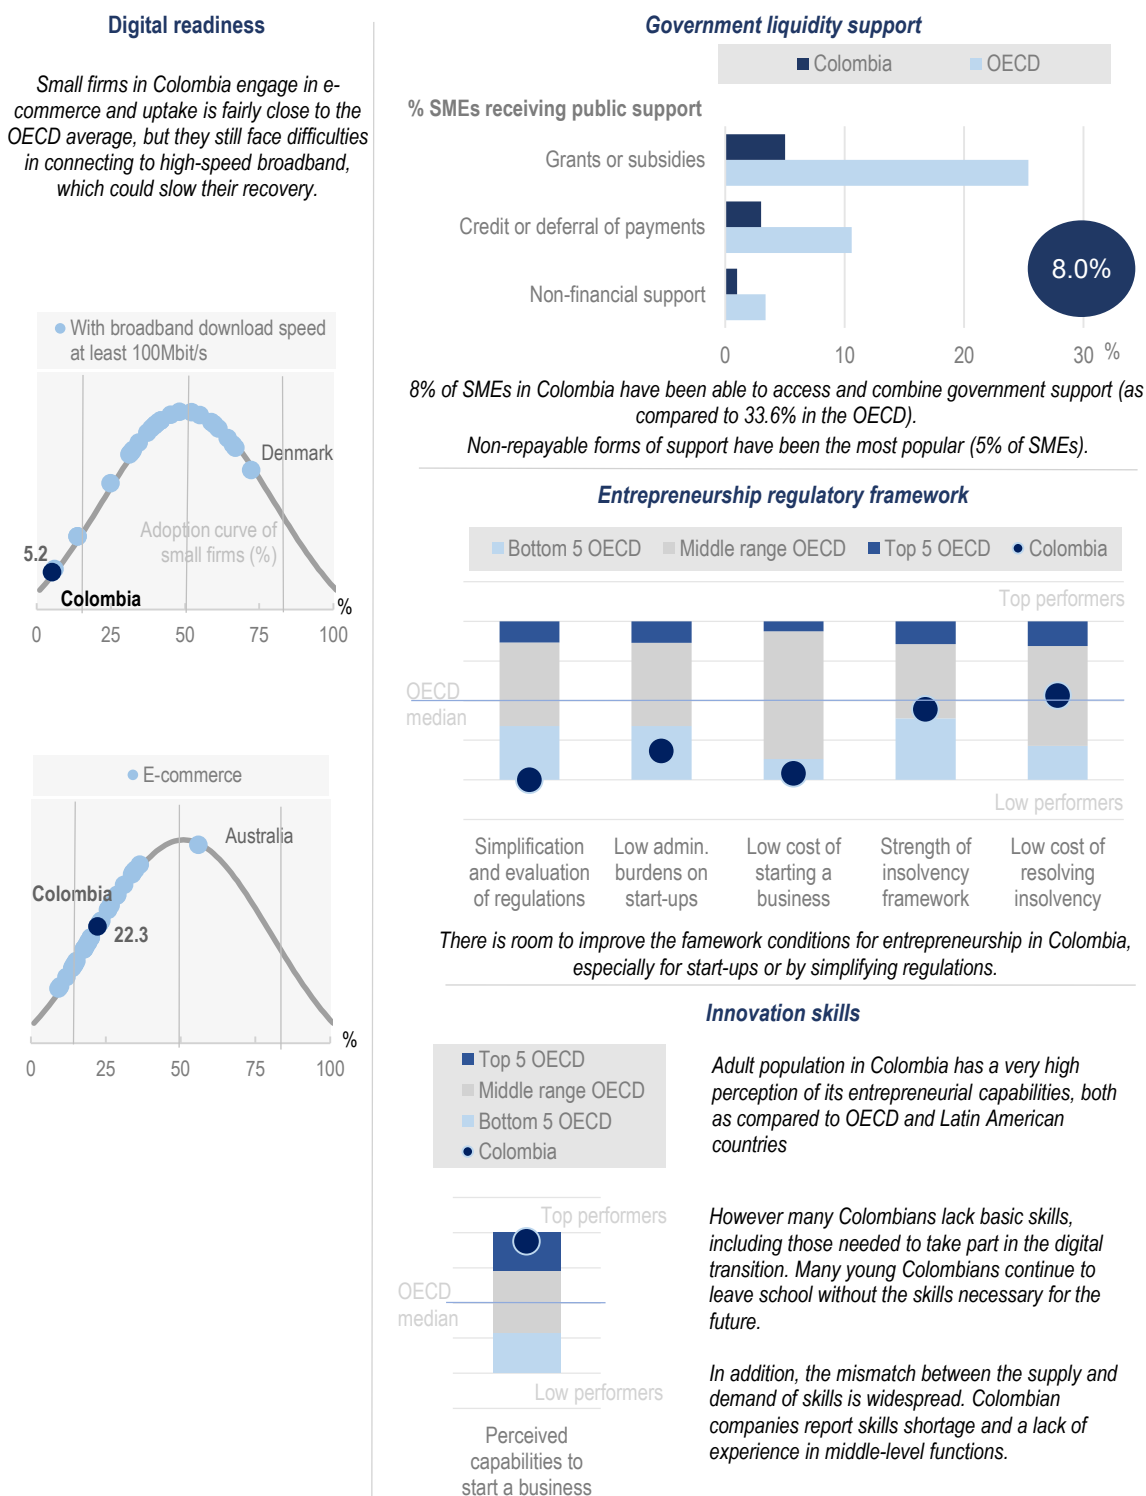 Digital readiness
Small firms in Colombia engage in e-
commerce and uptake is fairly close to the
OECD average, but they still face difficulties
in connecting to high-speed broadband,
which could slow their recovery.
With broadband download speed
at least 100Mbit/s
Denmark
Adoption curve of
small firms (%)
5.2
Colombia
%
0 25 50 75 100
E-commerce
Australia
Colombia
22.3
%
0 25 50 75 100
Government liquidity support
Colombia OECD
% SMEs receiving public support
Grants or subsidies
Credit or deferral of payments
Non-financial support
8.0%
0 10 20 30 %
8% of SMEs in Colombia have been able to access and combine government support (as
compared to 33.6% in the OECD).
Non-repayable forms of support have been the most popular (5% of SMEs).
Entrepreneurship regulatory framework
Bottom 5 OECD Middle range OECD Top 5 OECD Colombia
Top performers
OECD
median
Low performers
Simplification
and evaluation
of regulations
Low admin.
burdens on
start-ups
Low cost of
starting a
business
Strength of
insolvency
framework
Low cost of
resolving
insolvency
There is room to improve the famework conditions for entrepreneurship in Colombia,
especially for start-ups or by simplifying regulations.
Innovation skills
Top 5 OECD
Middle range OECD
Bottom 5 OECD
Colombia
Top performers
OECD
median
Low performers
Perceived
capabilities to
start a business
Adult population in Colombia has a very high
perception of its entrepreneurial capabilities, both
as compared to OECD and Latin American
countries
However many Colombians lack basic skills,
including those needed to take part in the digital
transition. Many young Colombians continue to
leave school without the skills necessary for the
future.
In addition, the mismatch between the supply and
demand of skills is widespread. Colombian
companies report skills shortage and a lack of
experience in middle-level functions.